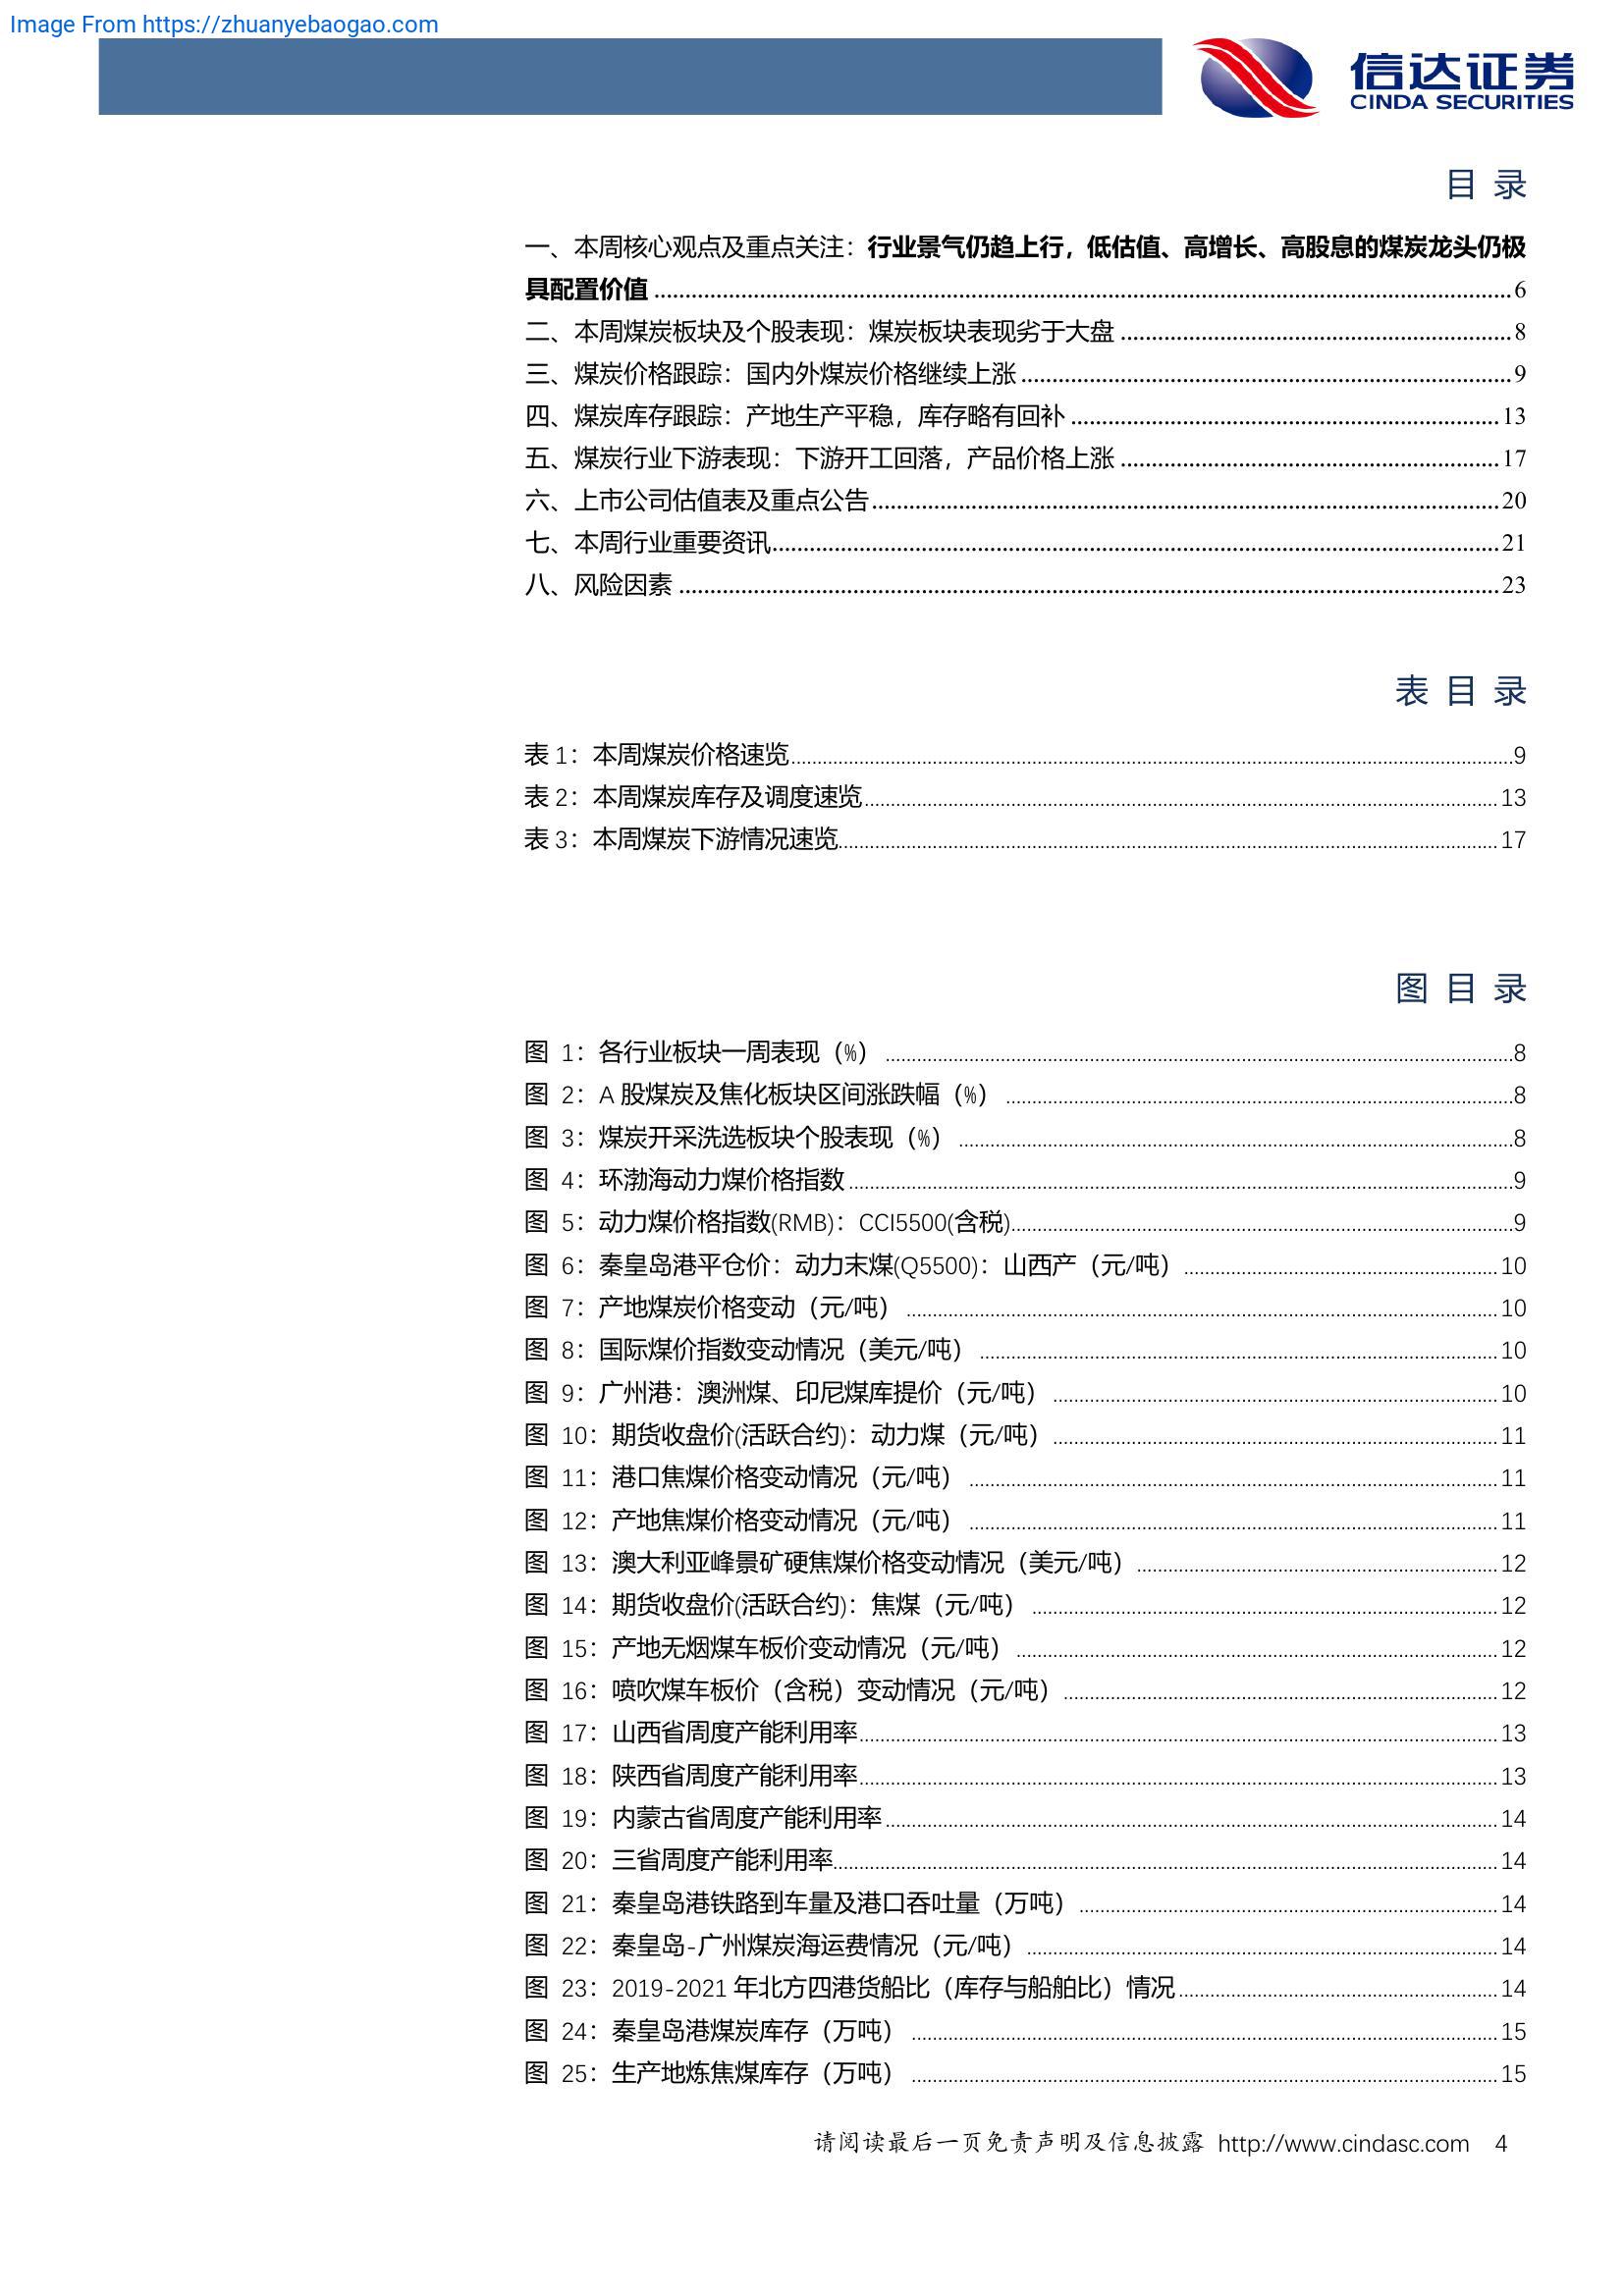 Image From https://zhuanyebaogao.com
信达证券
CINDA SECURITIES
目 录
一、本周核心观点及重点关注：行业景气仍趋上行，低估值、高增长、高股息的煤炭龙头仍极
具配置价值 ........ 6
二、本周煤炭板块及个股表现：煤炭板块表现劣于大盘 ........ 8
三、煤炭价格跟踪：国内外煤炭价格继续上涨 ........ 9
四、煤炭库存跟踪：产地生产平稳，库存略有回补 ........ 13
五、煤炭行业下游表现：下游开工回落，产品价格上涨 ........ 17
六、上市公司估值表及重点公告 ........ 20
七、本周行业重要资讯 ........ 21
八、风险因素 ........ 23
表 目 录
表 1：本周煤炭价格速览 ........ 9
表 2：本周煤炭库存及调度速览 ........ 13
表 3：本周煤炭下游情况速览 ........ 17
图 目 录
图 1：各行业板块一周表现（%） ........ 8
图 2：A 股煤炭及焦化板块区间涨跌幅（%） ........ 8
图 3：煤炭开采洗选板块个股表现（%） ........ 8
图 4：环渤海动力煤价格指数 ........ 9
图 5：动力煤价格指数(RMB)：CCI5500(含税) ........ 9
图 6：秦皇岛港平仓价：动力末煤(Q5500)：山西产（元/吨） ........ 10
图 7：产地煤炭价格变动（元/吨） ........ 10
图 8：国际煤价指数变动情况（美元/吨） ........ 10
图 9：广州港：澳洲煤、印尼煤库提价（元/吨） ........ 10
图 10：期货收盘价(活跃合约)：动力煤（元/吨） ........ 11
图 11：港口焦煤价格变动情况（元/吨） ........ 11
图 12：产地焦煤价格变动情况（元/吨） ........ 11
图 13：澳大利亚峰景矿硬焦煤价格变动情况（美元/吨） ........ 12
图 14：期货收盘价(活跃合约)：焦煤（元/吨） ........ 12
图 15：产地无烟煤车板价变动情况（元/吨） ........ 12
图 16：喷吹煤车板价（含税）变动情况（元/吨） ........ 12
图 17：山西省周度产能利用率 ........ 13
图 18：陕西省周度产能利用率 ........ 13
图 19：内蒙古省周度产能利用率 ........ 14
图 20：三省周度产能利用率 ........ 14
图 21：秦皇岛港铁路到车量及港口吞吐量（万吨） ........ 14
图 22：秦皇岛-广州煤炭海运费情况（元/吨） ........ 14
图 23：2019-2021 年北方四港货船比（库存与船舶比）情况 ........ 14
图 24：秦皇岛港煤炭库存（万吨） ........ 15
图 25：生产地炼焦煤库存（万吨） ........ 15
请阅读最后一页免责声明及信息披露 http://www.cindasc.com 4